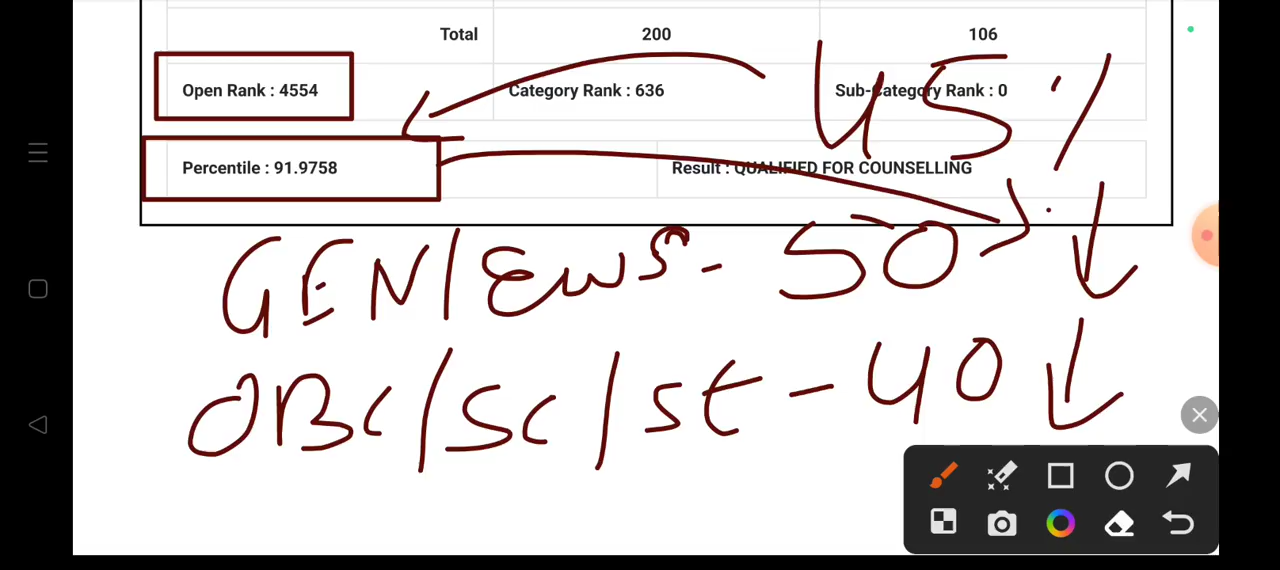 Total 200 106
Open Rank : 4554 Category Rank : 636 Sub-Category Rank : 0
45%
Percentile : 91.9758 Result : QUALIFIED FOR COUNSELLING
GEN/EWS - 50
OBC/SC/St - 40